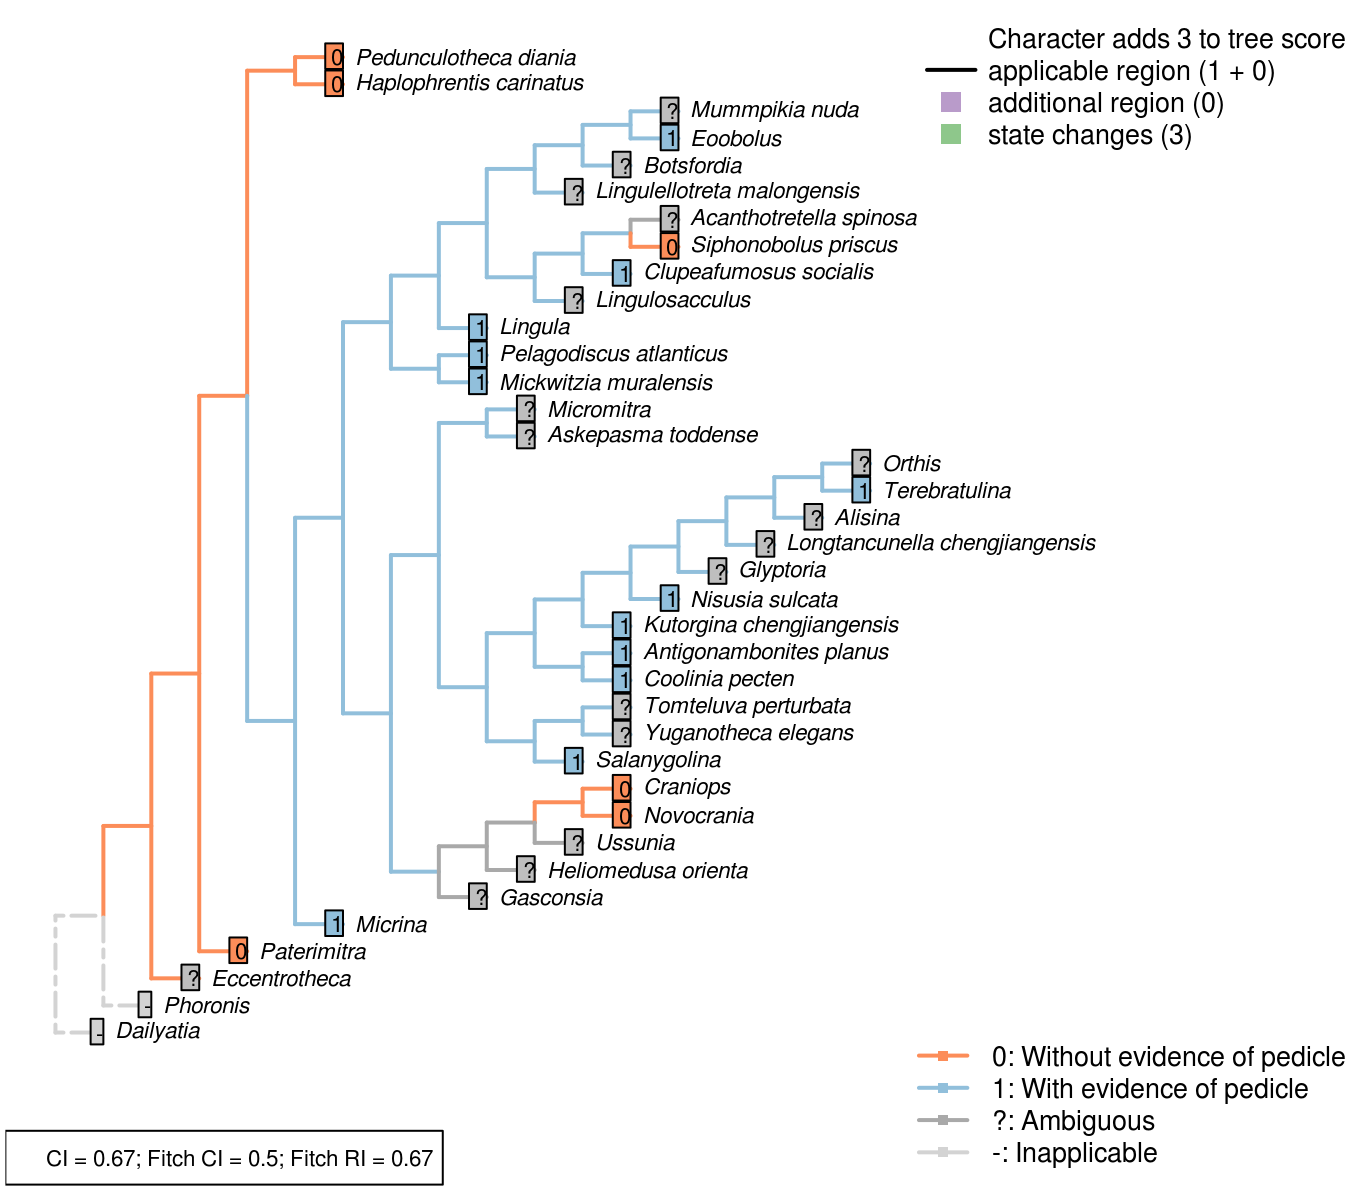 Character adds 3 to tree score
applicable region (1 + 0)
additional region (0)
state changes (3)
0 Pedunculotheca diania
0 Haplophrentis carinatus
? Mummpikia nuda
1 Eoobolus
? Botsfordia
? Lingulellotreta malongensis
? Acanthotretella spinosa
0 Siphonobolus priscus
1 Clupeafumosus socialis
? Lingulosacculus
1 Lingula
1 Pelagodiscus atlanticus
1 Mickwitzia muralensis
? Micromitra
? Askepasma toddense
? Orthis
1 Terebratulina
? Alisina
? Longtancunella chengjiangensis
? Glyptoria
1 Nisusia sulcata
1 Kutorgina chengjiangensis
1 Antigonambonites planus
1 Coolinia pecten
? Tomteluva perturbata
? Yuganotheca elegans
1 Salanygolina
0 Craniops
0 Novocrania
? Ussunia
? Heliomedusa orienta
? Gasconsia
1 Micrina
0 Paterimitra
? Eccentrotheca
- Phoronis
- Dailyatia
0: Without evidence of pedicle
1: With evidence of pedicle
?: Ambiguous
-: Inapplicable
CI = 0.67; Fitch CI = 0.5; Fitch RI = 0.67